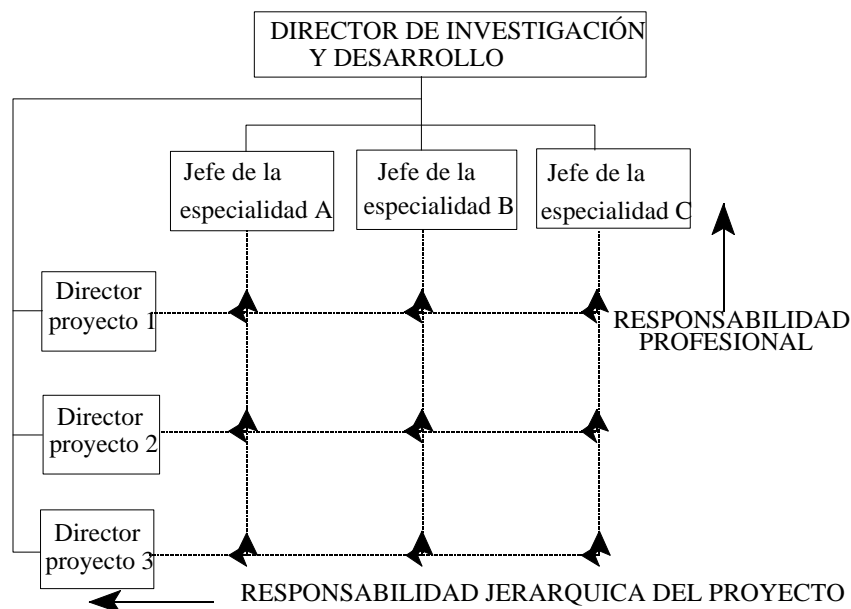 DIRECTOR DE INVESTIGACIÓN
Y DESARROLLO
Jefe de la
especialidad A
Jefe de la
especialidad B
Jefe de la
especialidad C
Director
proyecto 1
RESPONSABILIDAD
PROFESIONAL
Director
proyecto 2
Director
proyecto 3
RESPONSABILIDAD JERARQUICA DEL PROYECTO